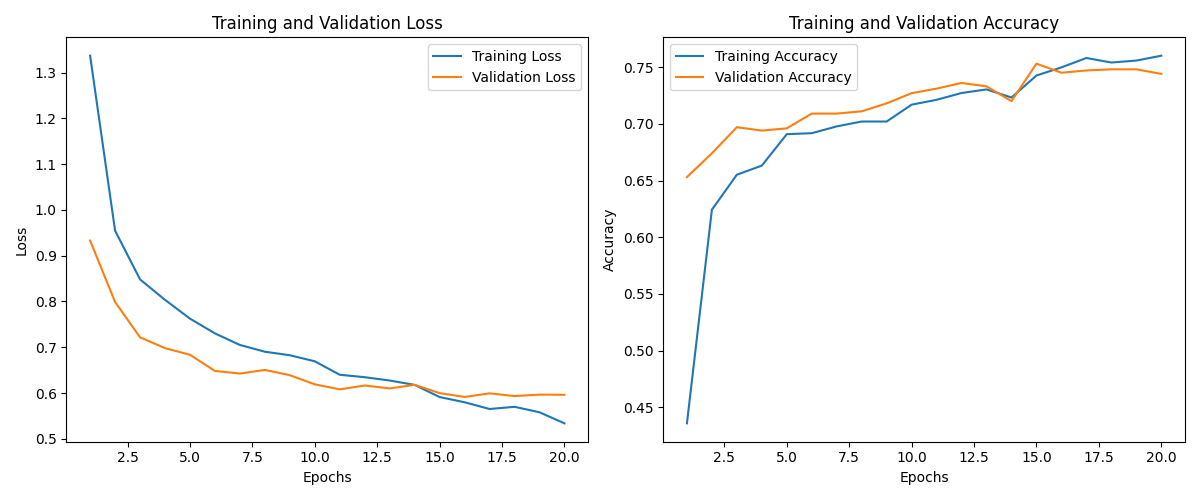 Training and Validation Loss
Training Loss
Validation Loss
Loss
1.3
1.2
1.1
1.0
0.9
0.8
0.7
0.6
0.5
2.5 5.0 7.5 10.0 12.5 15.0 17.5 20.0
Epochs
Training and Validation Accuracy
Training Accuracy
Validation Accuracy
Accuracy
0.75
0.70
0.65
0.60
0.55
0.50
0.45
2.5 5.0 7.5 10.0 12.5 15.0 17.5 20.0
Epochs